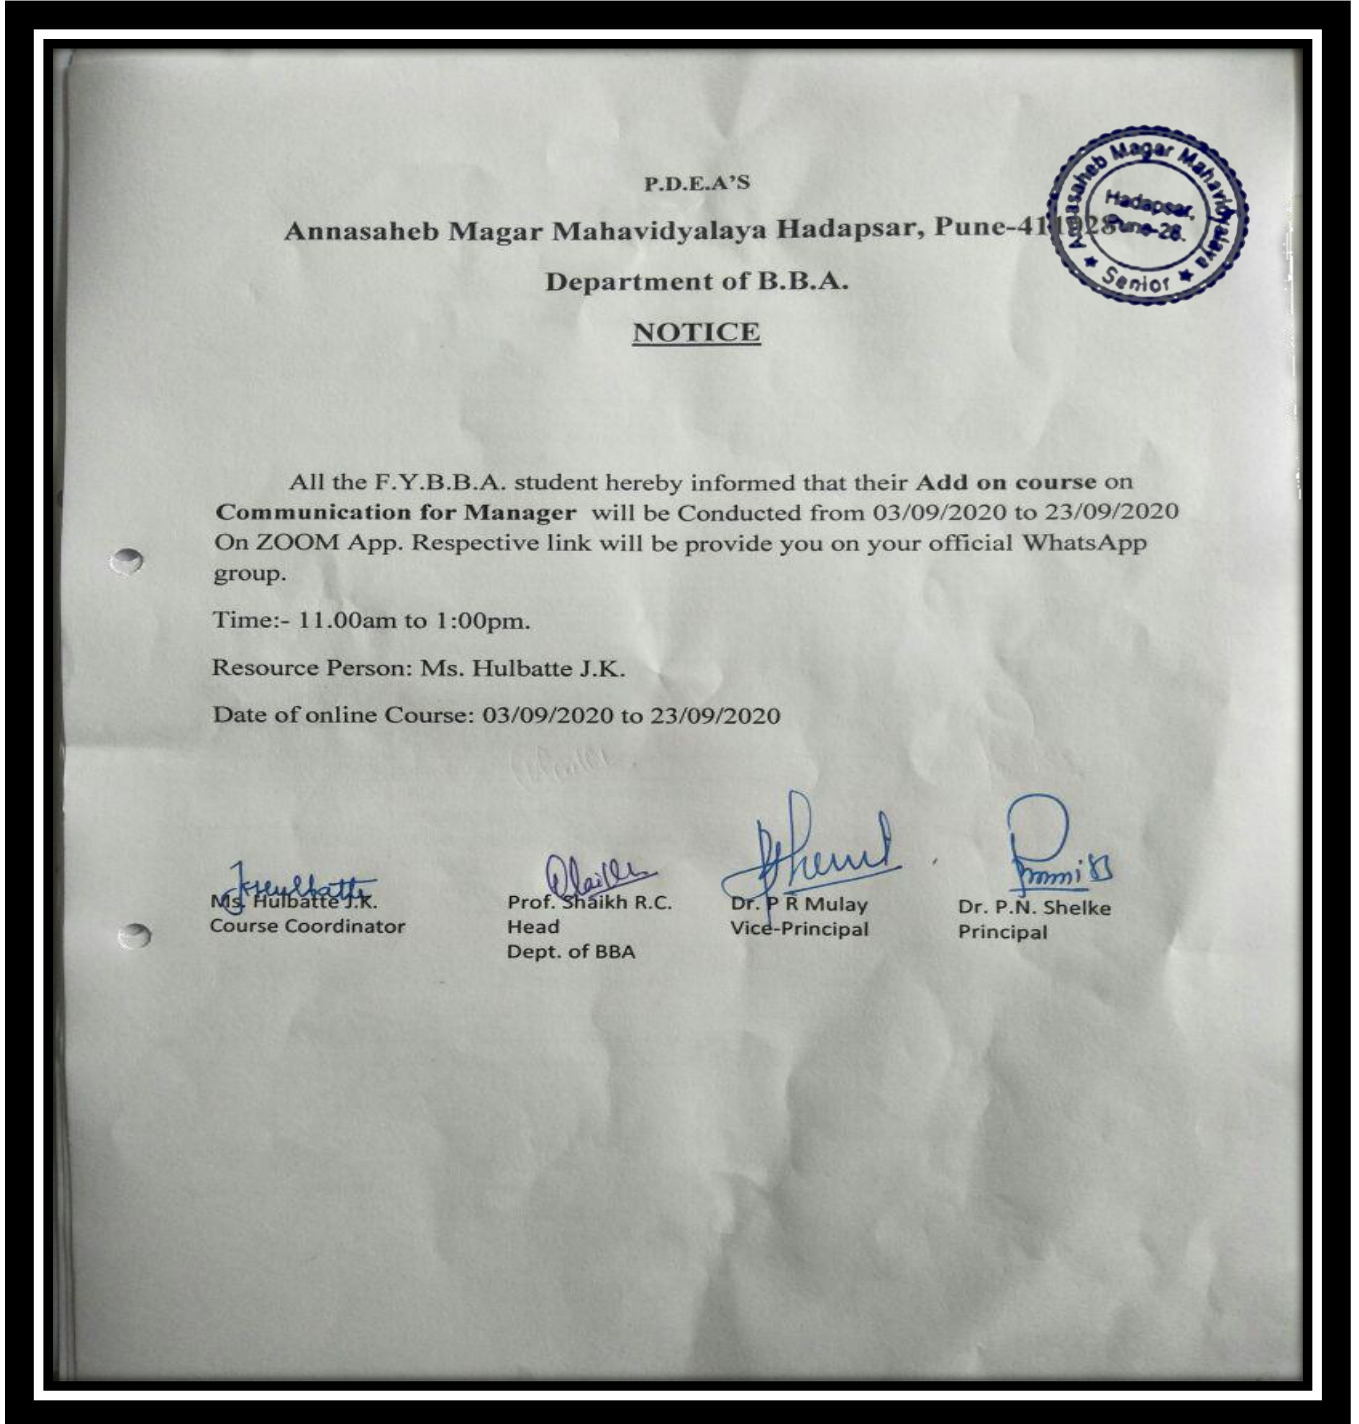 P.D.E.A'S
Annasaheb Magar Mahavidyalaya Hadapsar, Pune-411028
Annasaheb Magar Mahavidyalaya
Hadapsar,
Pune-28.
★ Senior ★
Department of B.B.A.
NOTICE
All the F.Y.B.B.A. student hereby informed that their Add on course on
Communication for Manager will be Conducted from 03/09/2020 to 23/09/2020
On ZOOM App. Respective link will be provide you on your official WhatsApp
group.
Time:- 11.00am to 1:00pm.
Resource Person: Ms. Hulbatte J.K.
Date of online Course: 03/09/2020 to 23/09/2020
Ms. Hulbatte J.K.
Course Coordinator
Prof. Shaikh R.C.
Head
Dept. of BBA
Dr. P R Mulay
Vice-Principal
Dr. P.N. Shelke
Principal